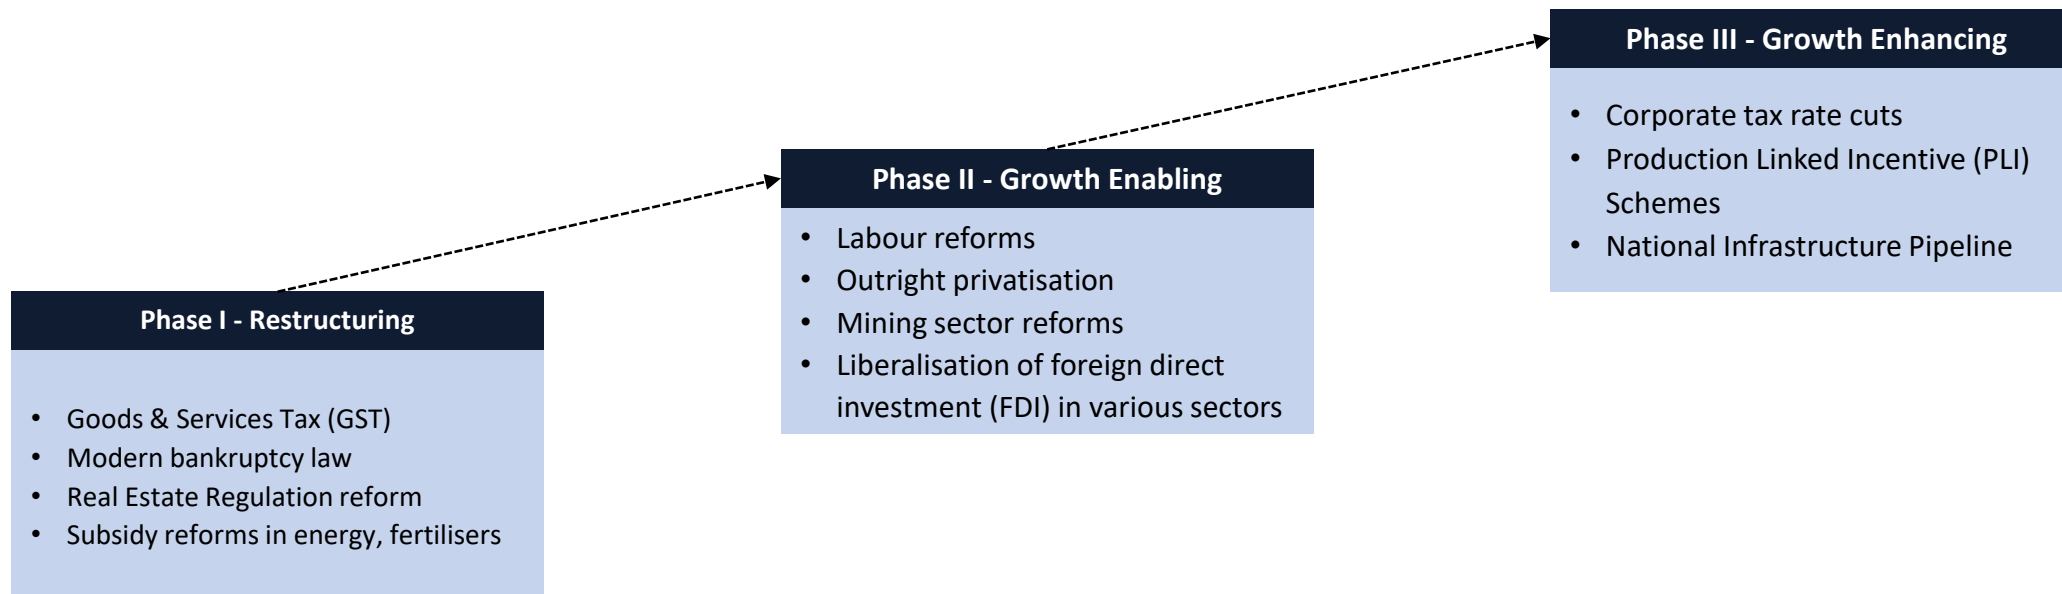 Phase I - Restructuring
• Goods & Services Tax (GST)
• Modern bankruptcy law
• Real Estate Regulation reform
• Subsidy reforms in energy, fertilisers
Phase II - Growth Enabling
• Labour reforms
• Outright privatisation
• Mining sector reforms
• Liberalisation of foreign direct
investment (FDI) in various sectors
Phase III - Growth Enhancing
• Corporate tax rate cuts
• Production Linked Incentive (PLI)
Schemes
• National Infrastructure Pipeline